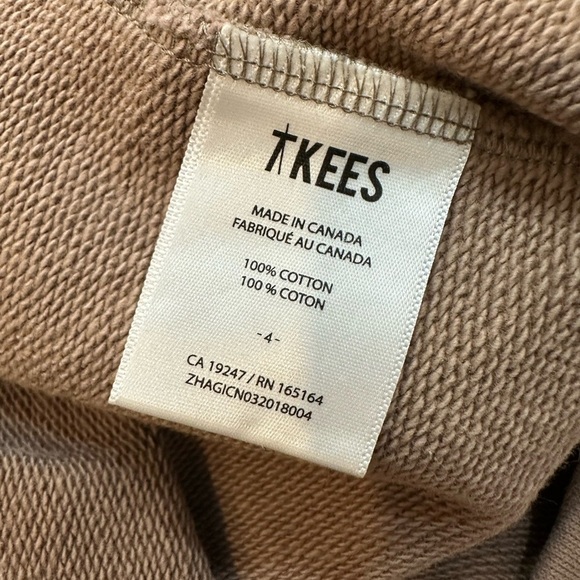 TKEES
MADE IN CANADA
FABRIQUÉ AU CANADA
100% COTTON
100 % COTON
-4-
CA 19247 / RN 165164
ZHAGICN032018004